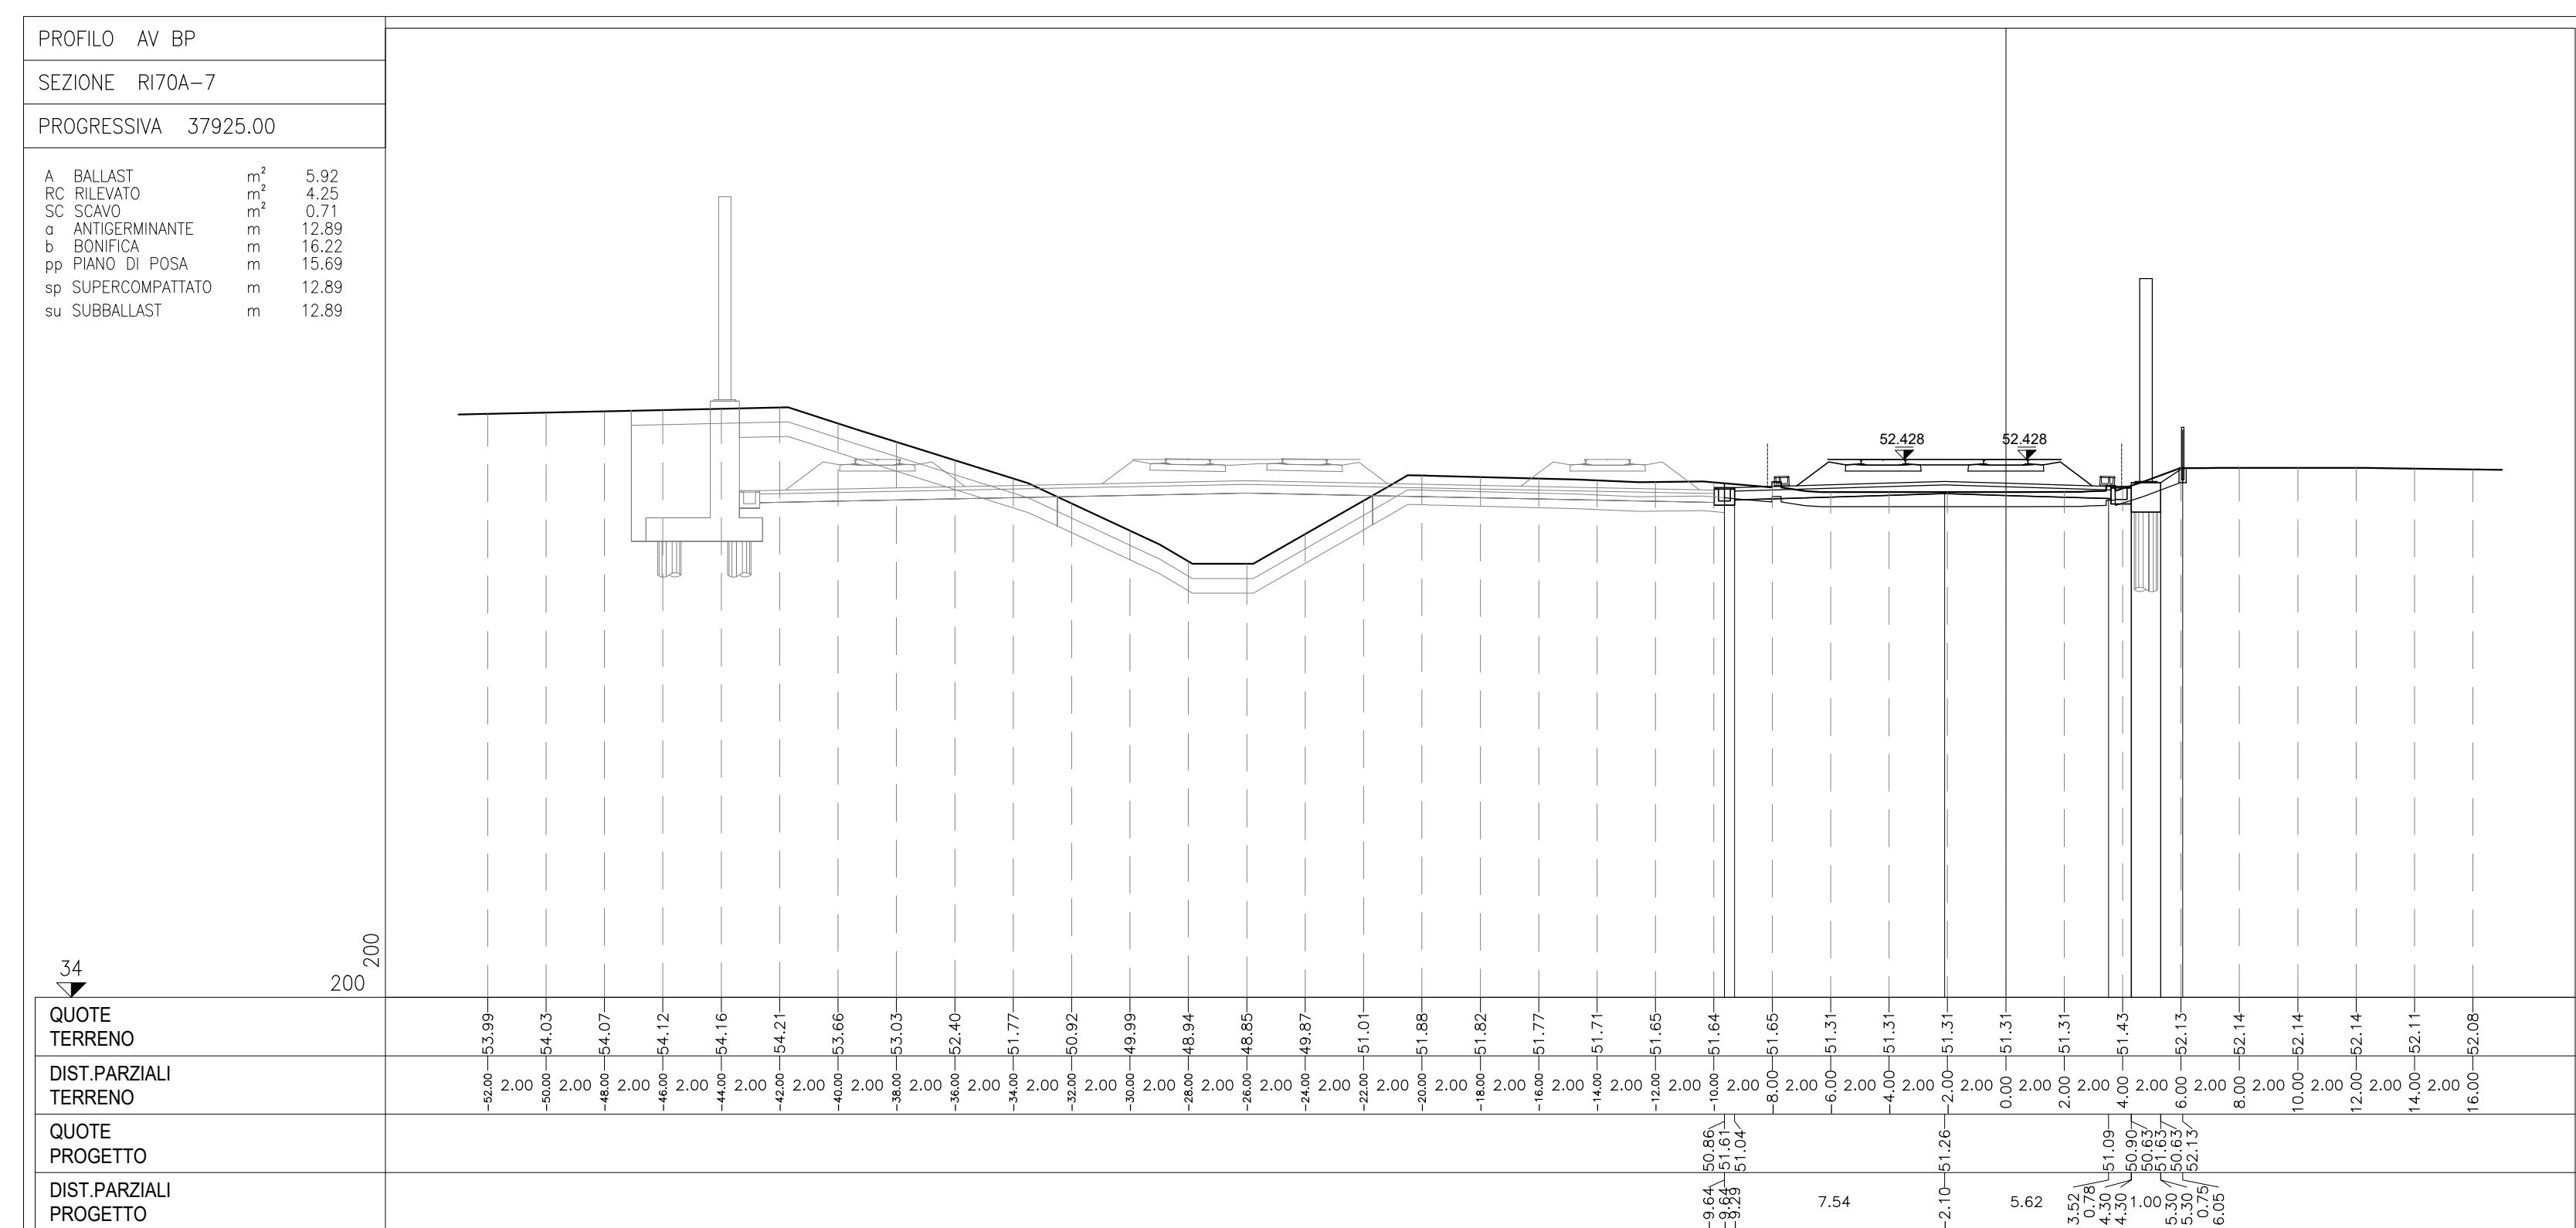 PROFILO AV BP
SEZIONE RI70A-7
PROGRESSIVA 37925.00
A BALLAST m² 5.92
RC RILEVATO m² 4.25
SC SCAVO m² 0.71
a ANTIGERMINANTE m 12.89
b BONIFICA m 16.22
pp PIANO DI POSA m 15.69
sp SUPERCOMPATTATO m 12.89
su SUBBALLAST m 12.89
52.428 52.428
200
34
200
QUOTE
TERRENO
53.99 54.03 54.07 54.12 54.16 54.21 53.66 53.03 52.40 51.77 50.92 49.99 48.94 48.85 49.87 51.01 51.88 51.82 51.77 51.71 51.65 51.64 51.65 51.31 51.31 51.31 51.31 51.31 51.43 52.13 52.14 52.14 52.14 52.11 52.08
DIST.PARZIALI
TERRENO
-52.00 2.00 -50.00 2.00 -48.00 2.00 -46.00 2.00 -44.00 2.00 -42.00 2.00 -40.00 2.00 -38.00 2.00 -36.00 2.00 -34.00 2.00 -32.00 2.00 -30.00 2.00 -28.00 2.00 -26.00 2.00 -24.00 2.00 -22.00 2.00 -20.00 2.00 -18.00 2.00 -16.00 2.00 -14.00 2.00 -12.00 2.00 -10.00 2.00 -8.00 2.00 -6.00 2.00 -4.00 2.00 -2.00 2.00 0.00 2.00 2.00 2.00 4.00 2.00 6.00 2.00 8.00 2.00 10.00 2.00 12.00 2.00 14.00 2.00 16.00
QUOTE
PROGETTO
50.86 51.61 51.04 51.26 51.09 50.90 50.63 51.63 50.63 52.13
DIST.PARZIALI
PROGETTO
-9.64 -9.64 -9.29 7.54 -2.10 5.62 3.52 0.78 4.30 4.30 1.00 5.30 5.30 0.75 6.05